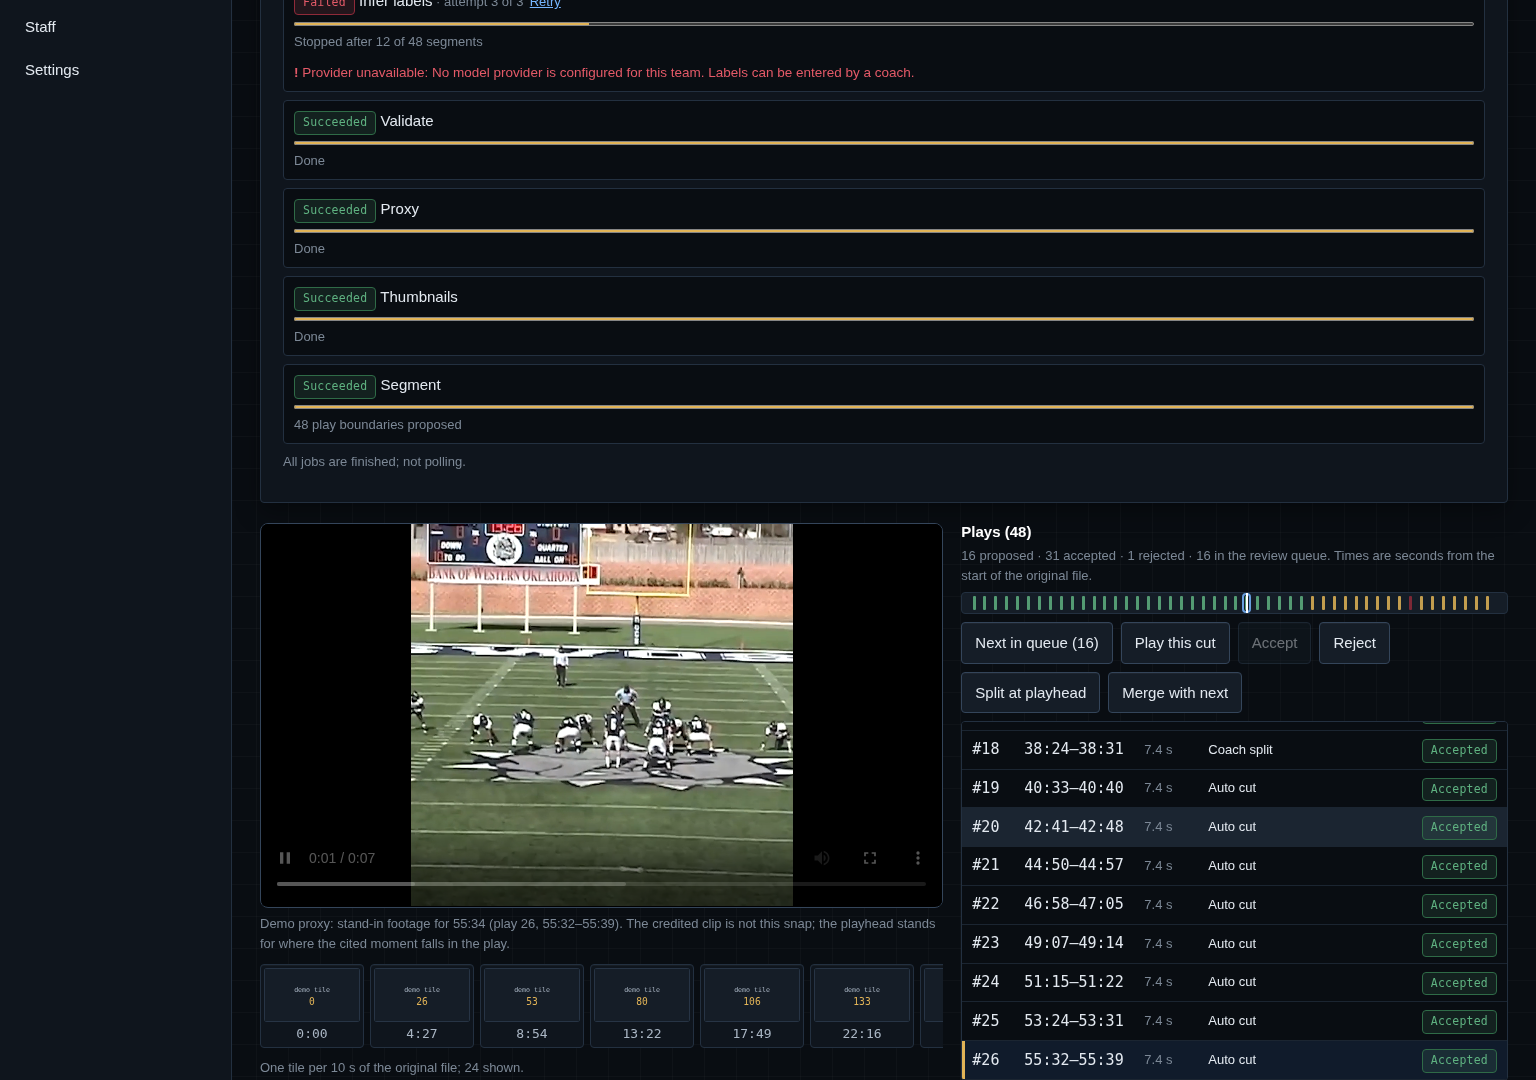 Staff
Settings
Failed Infer labels · attempt 3 of 3 Retry
Stopped after 12 of 48 segments
! Provider unavailable: No model provider is configured for this team. Labels can be entered by a coach.
Succeeded Validate
Done
Succeeded Proxy
Done
Succeeded Thumbnails
Done
Succeeded Segment
48 play boundaries proposed
All jobs are finished; not polling.
13:26
DOWN
TO GO
QUARTER
BALL ON
BANK OF WESTERN OKLAHOMA
0:01 / 0:07
Demo proxy: stand-in footage for 55:34 (play 26, 55:32–55:39). The credited clip is not this snap; the playhead stands
for where the cited moment falls in the play.
demo tile
0
0:00
demo tile
26
4:27
demo tile
53
8:54
demo tile
80
13:22
demo tile
106
17:49
demo tile
133
22:16
One tile per 10 s of the original file; 24 shown.
Plays (48)
16 proposed · 31 accepted · 1 rejected · 16 in the review queue. Times are seconds from the
start of the original file.
Next in queue (16) Play this cut Accept Reject
Split at playhead Merge with next
#18 38:24–38:31 7.4 s Coach split Accepted
#19 40:33–40:40 7.4 s Auto cut Accepted
#20 42:41–42:48 7.4 s Auto cut Accepted
#21 44:50–44:57 7.4 s Auto cut Accepted
#22 46:58–47:05 7.4 s Auto cut Accepted
#23 49:07–49:14 7.4 s Auto cut Accepted
#24 51:15–51:22 7.4 s Auto cut Accepted
#25 53:24–53:31 7.4 s Auto cut Accepted
#26 55:32–55:39 7.4 s Auto cut Accepted